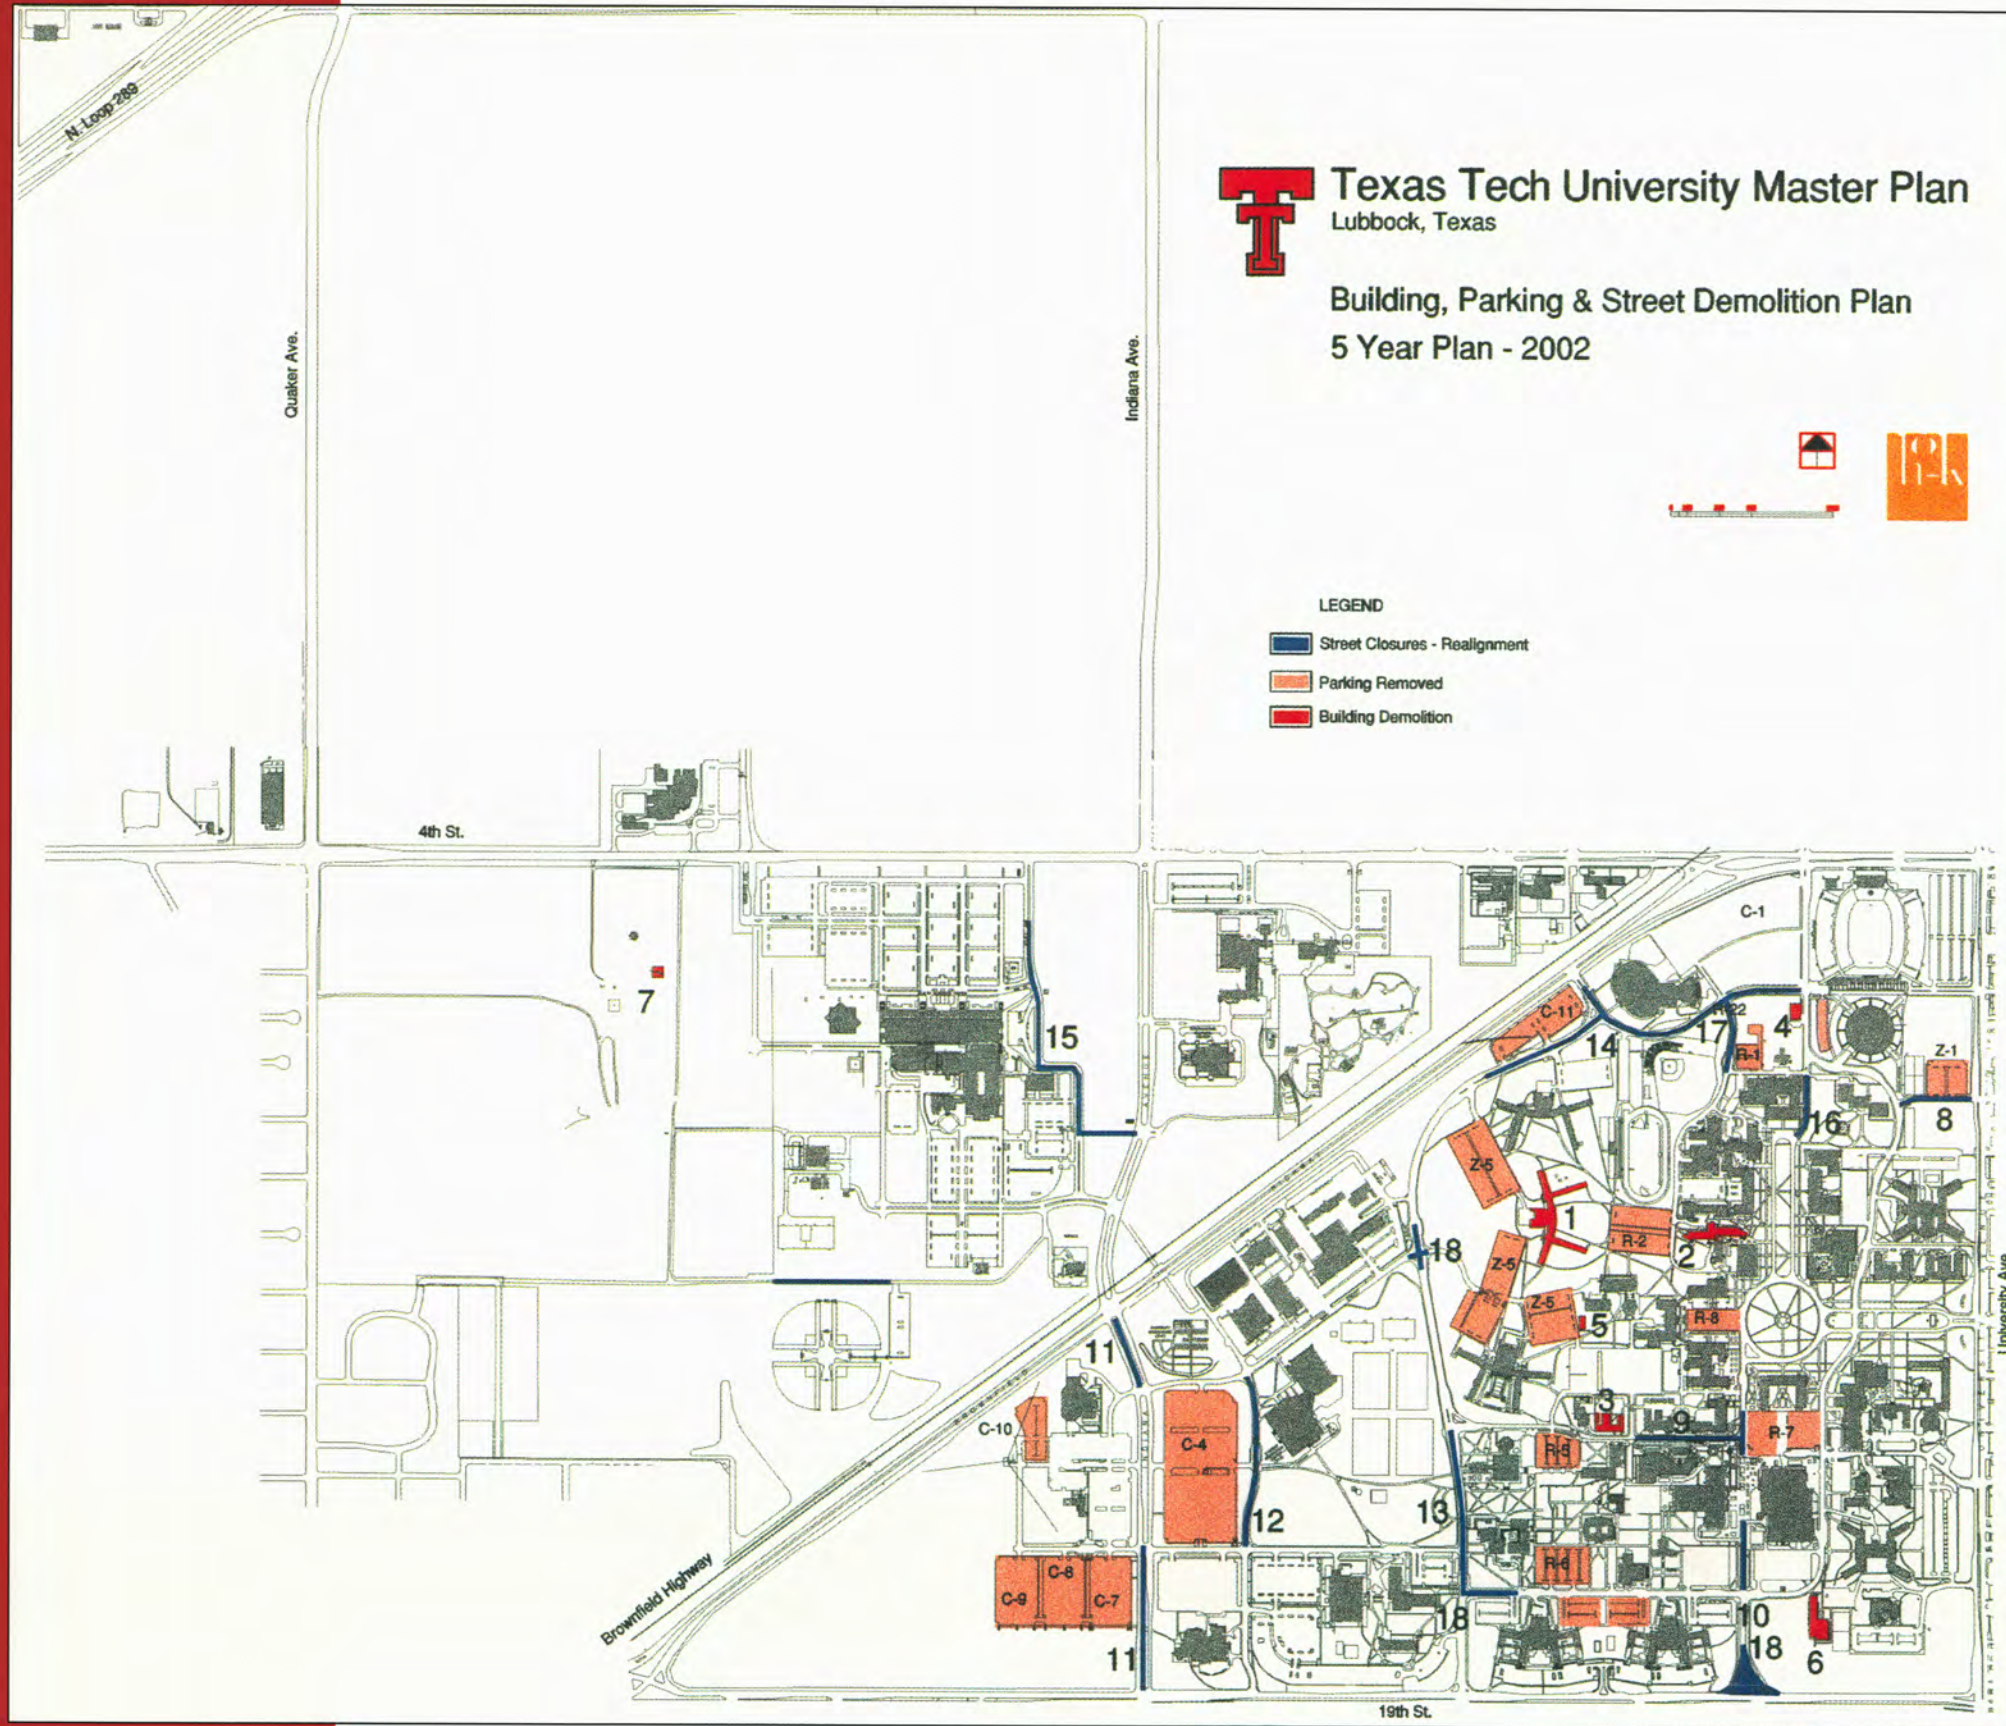 N. Loop 289
Texas Tech University Master Plan
Lubbock, Texas
Building, Parking & Street Demolition Plan
5 Year Plan - 2002
Quaker Ave.
Indiana Ave.
LEGEND
Street Closures - Realignment
Parking Removed
Building Demolition
4th St.
C-1
7
15
C-11
14
17
R-1
4
Z-1
16
8
Z-5
1
R-2
2
18
Z-5
Z-5
5
R-8
University Ave.
11
C-10
C-4
3
9
R-7
R-5
12
13
R-6
C-9
C-8
C-7
18
10
18
6
11
Brownfield Highway
19th St.